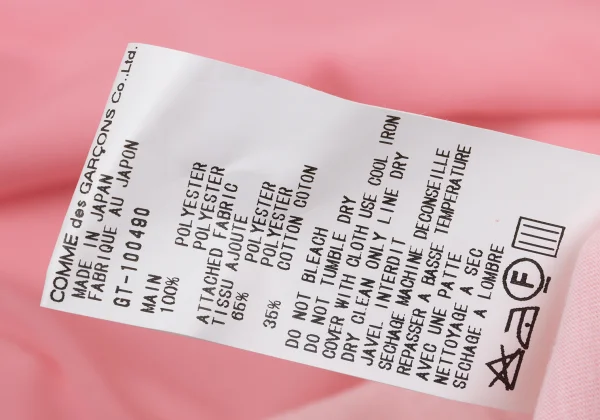 COMME des GARÇONS Co.,Ltd.
MADE IN JAPAN
FABRIQUE AU JAPON
GT-100490
MAIN
100% POLYESTER
POLYESTER
ATTACHED FABRIC
TISSU AJOUTE
65% POLYESTER
POLYESTER
35% COTTON COTON
DO NOT BLEACH
DO NOT TUMBLE DRY
COVER WITH CLOTH USE COOL IRON
DRY CLEAN ONLY LINE DRY
JAVEL INTERDIT
SECHAGE MACHINE DECONSEILLE
REPASSER A BASSE TEMPERATURE
AVEC UNE PATTE
NETTOYAGE A SEC
SECHAGE A LOMBRE
F